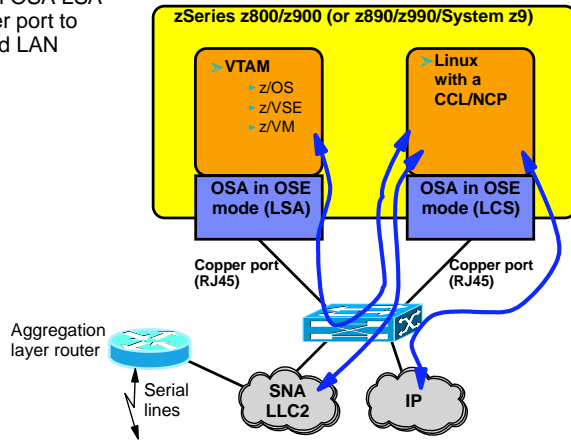 OSA LSA
er port to
d LAN
zSeries z800/z900 (or z890/z990/System z9)
VTAM
z/OS
z/VSE
z/VM
Linux
with a
CCL/NCP
OSA in OSE
mode (LSA)
OSA in OSE
mode (LCS)
Copper port
(RJ45)
Copper port
(RJ45)
Aggregation
layer router
Serial
lines
SNA
LLC2
IP